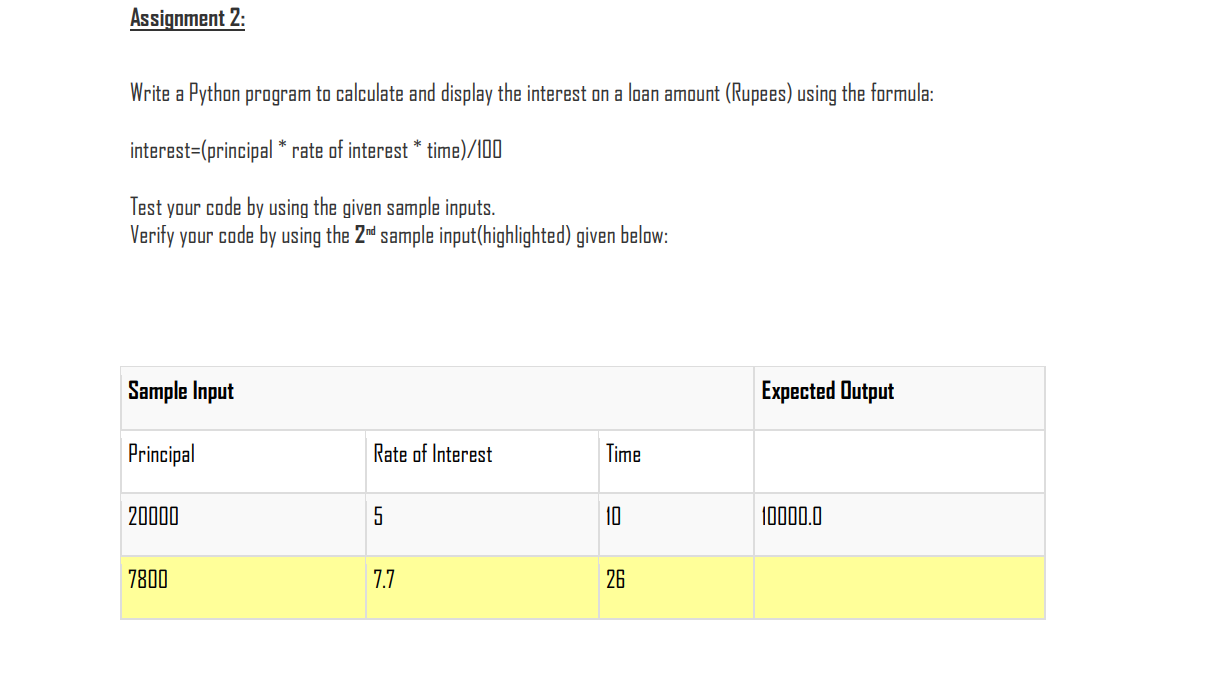 Assignment 2:
Write a Python program to calculate and display the interest on a loan amount (Rupees) using the formula:
interest=(principal * rate of interest * time)/100
Test your code by using the given sample inputs.
Verify your code by using the 2nd sample input(highlighted) given below:
Sample Input Expected Output
Principal Rate of Interest Time
20000 5 10 10000.0
7800 7.7 26